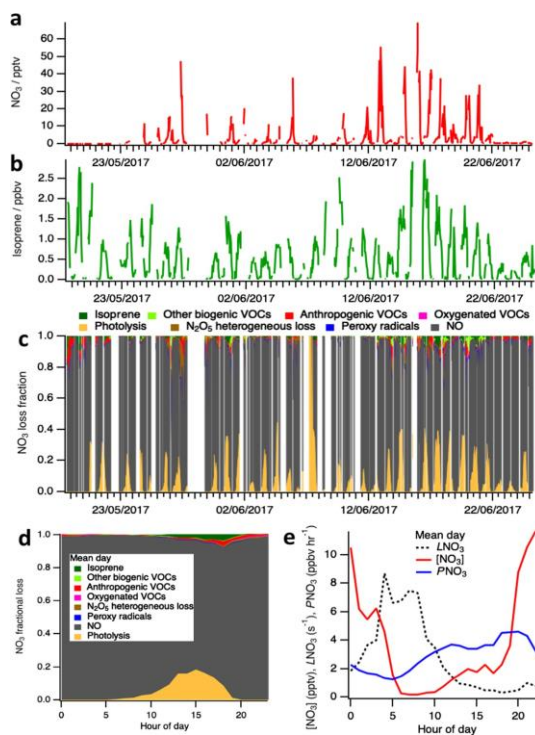 a
NO₃ / pptv
60
50
40
30
20
10
0
23/05/2017 02/06/2017 12/06/2017 22/06/2017
b
Isoprene / ppbv
2.5
2.0
1.5
1.0
0.5
0.0
23/05/2017 02/06/2017 12/06/2017 22/06/2017
Isoprene Other biogenic VOCs Anthropogenic VOCs Oxygenated VOCs
Photolysis N₂O₅ heterogeneous loss Peroxy radicals NO
c
NO₃ loss fraction
1.0
0.8
0.6
0.4
0.2
0.0
23/05/2017 02/06/2017 12/06/2017 22/06/2017
d
NO₃ fractional loss
1.0
0.8
0.6
0.4
0.2
0.0
Mean day
Isoprene
Other biogenic VOCs
Anthropogenic VOCs
Oxygenated VOCs
N₂O₅ heterogeneous loss
Peroxy radicals
NO
Photolysis
0 5 10 15 20
Hour of day
e
[NO₃] (pptv), LNO₃ (s⁻¹), PNO₃ (ppbv hr⁻¹)
10
8
6
4
2
0
Mean day
LNO₃
[NO₃]
PNO₃
0 5 10 15 20
Hour of day